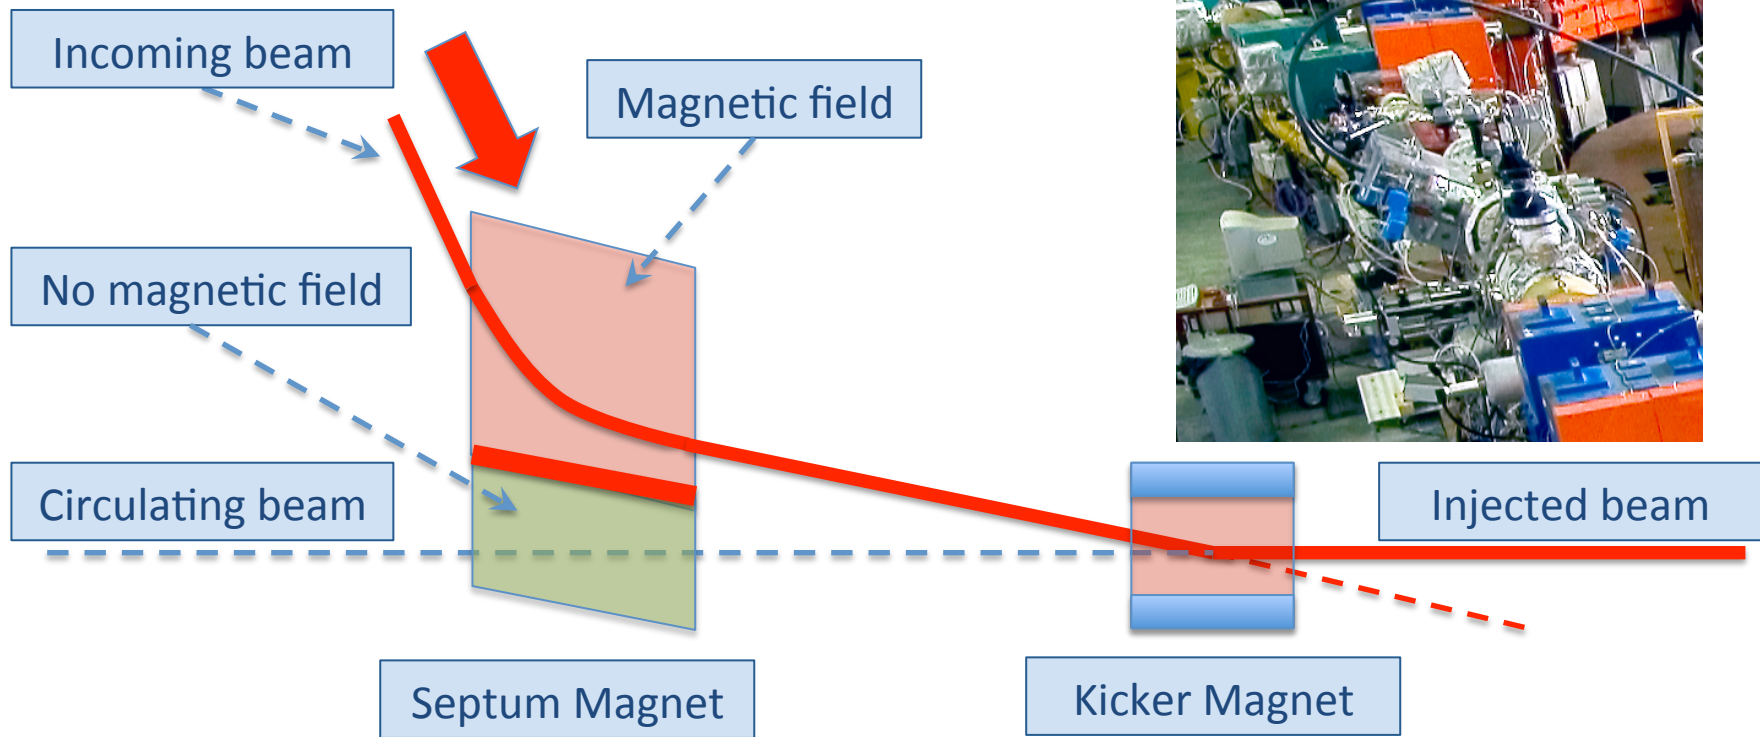 Incoming beam
Magnetic field
No magnetic field
Circulating beam
Injected beam
Septum Magnet
Kicker Magnet